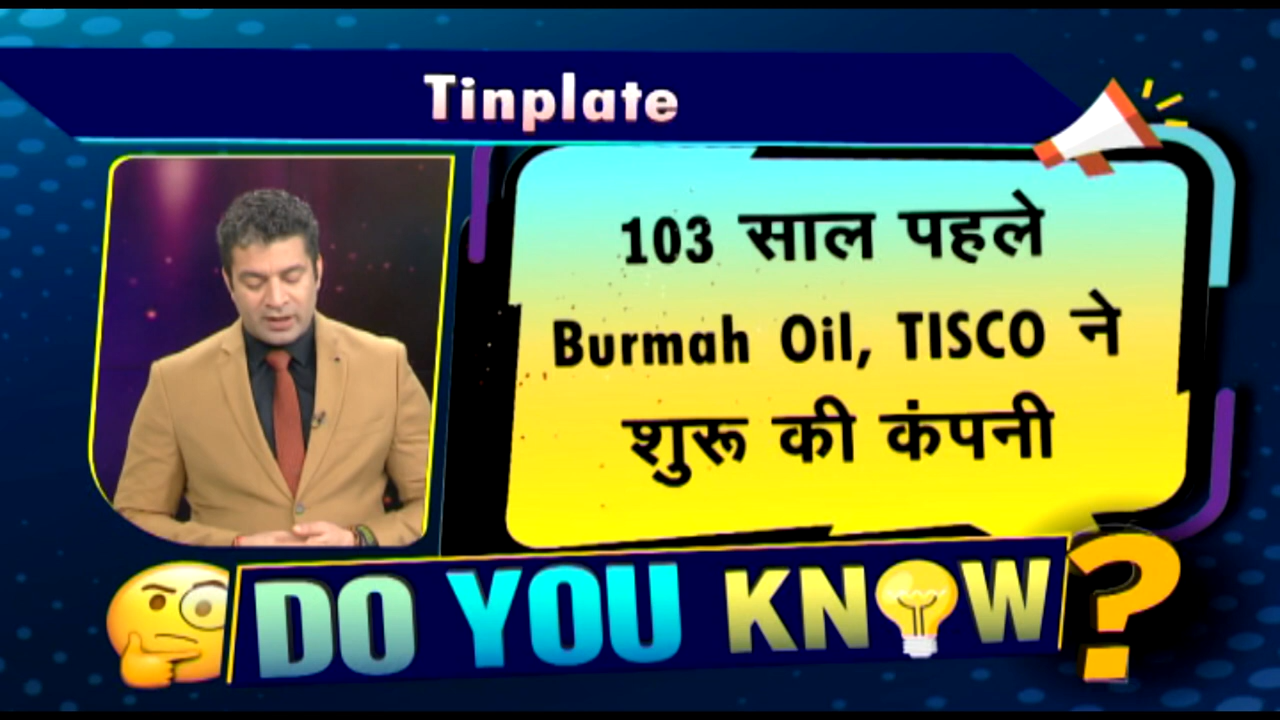 Tinplate
103 साल पहले
Burmah Oil, TISCO ने
शुरू की कंपनी
DO YOU KNOW?